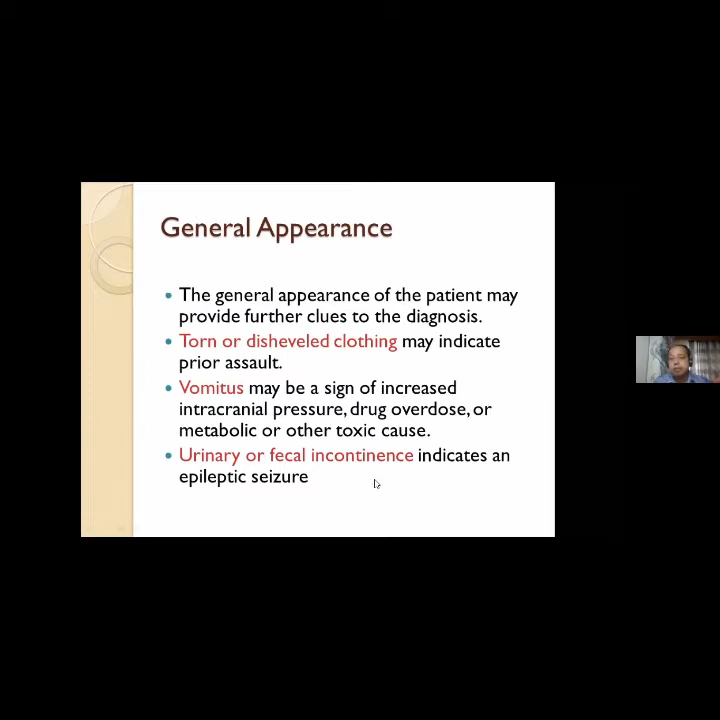 General Appearance
• The general appearance of the patient may
provide further clues to the diagnosis.
• Torn or disheveled clothing may indicate
prior assault.
• Vomitus may be a sign of increased
intracranial pressure, drug overdose, or
metabolic or other toxic cause.
• Urinary or fecal incontinence indicates an
epileptic seizure